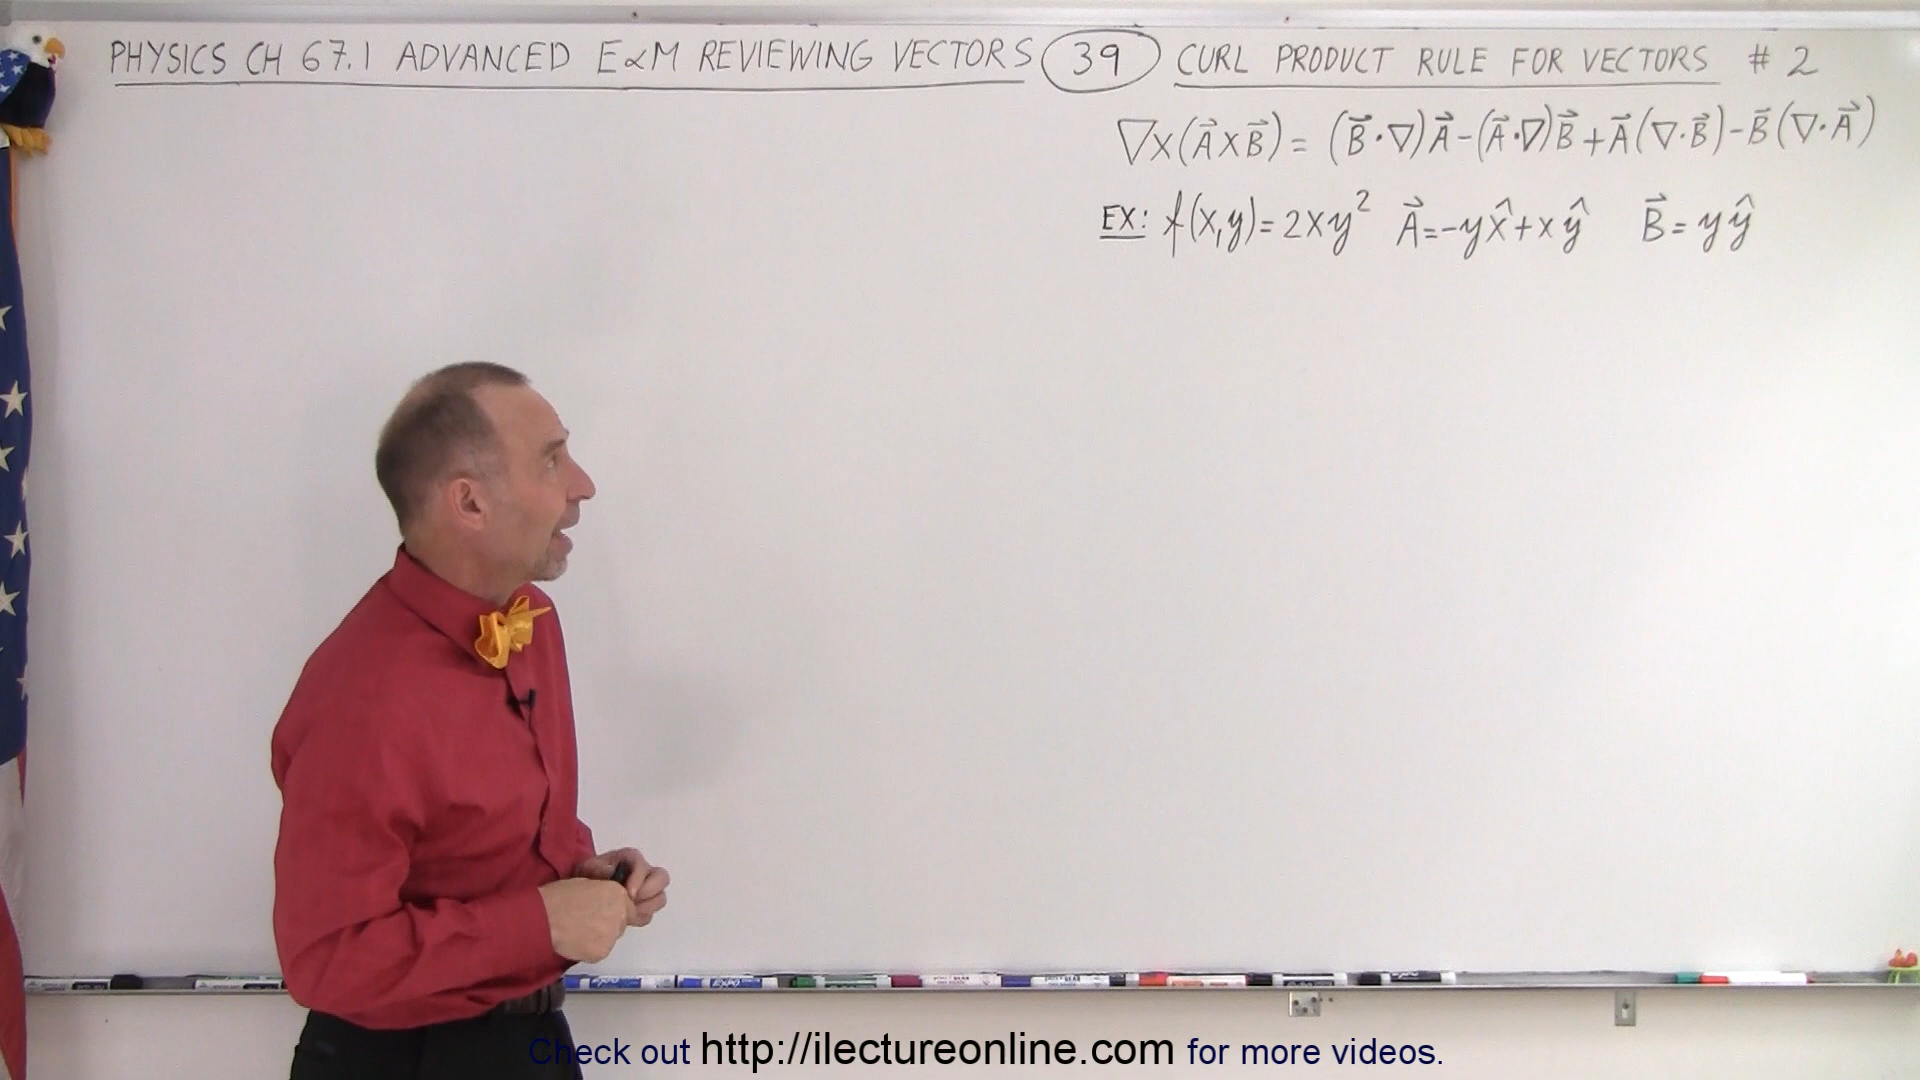 PHYSICS CH 67.1 ADVANCED E&M REVIEWING VECTORS 39 CURL PRODUCT RULE FOR VECTORS # 2
∇×(A⃗×B⃗) = (B⃗·∇)A⃗-(A⃗·∇)B⃗+A⃗(∇·B⃗)-B⃗(∇·A⃗)
EX: f(x,y)=2xy² A⃗=-yx̂+xŷ B⃗=yŷ
Check out http://ilectureonline.com for more videos.